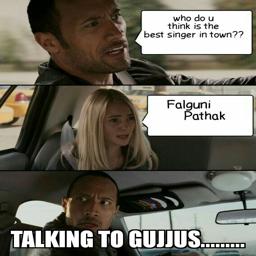 who do u
think is the
best singer in town??
Falguni
Pathak
TALKING TO GUJJUS.........